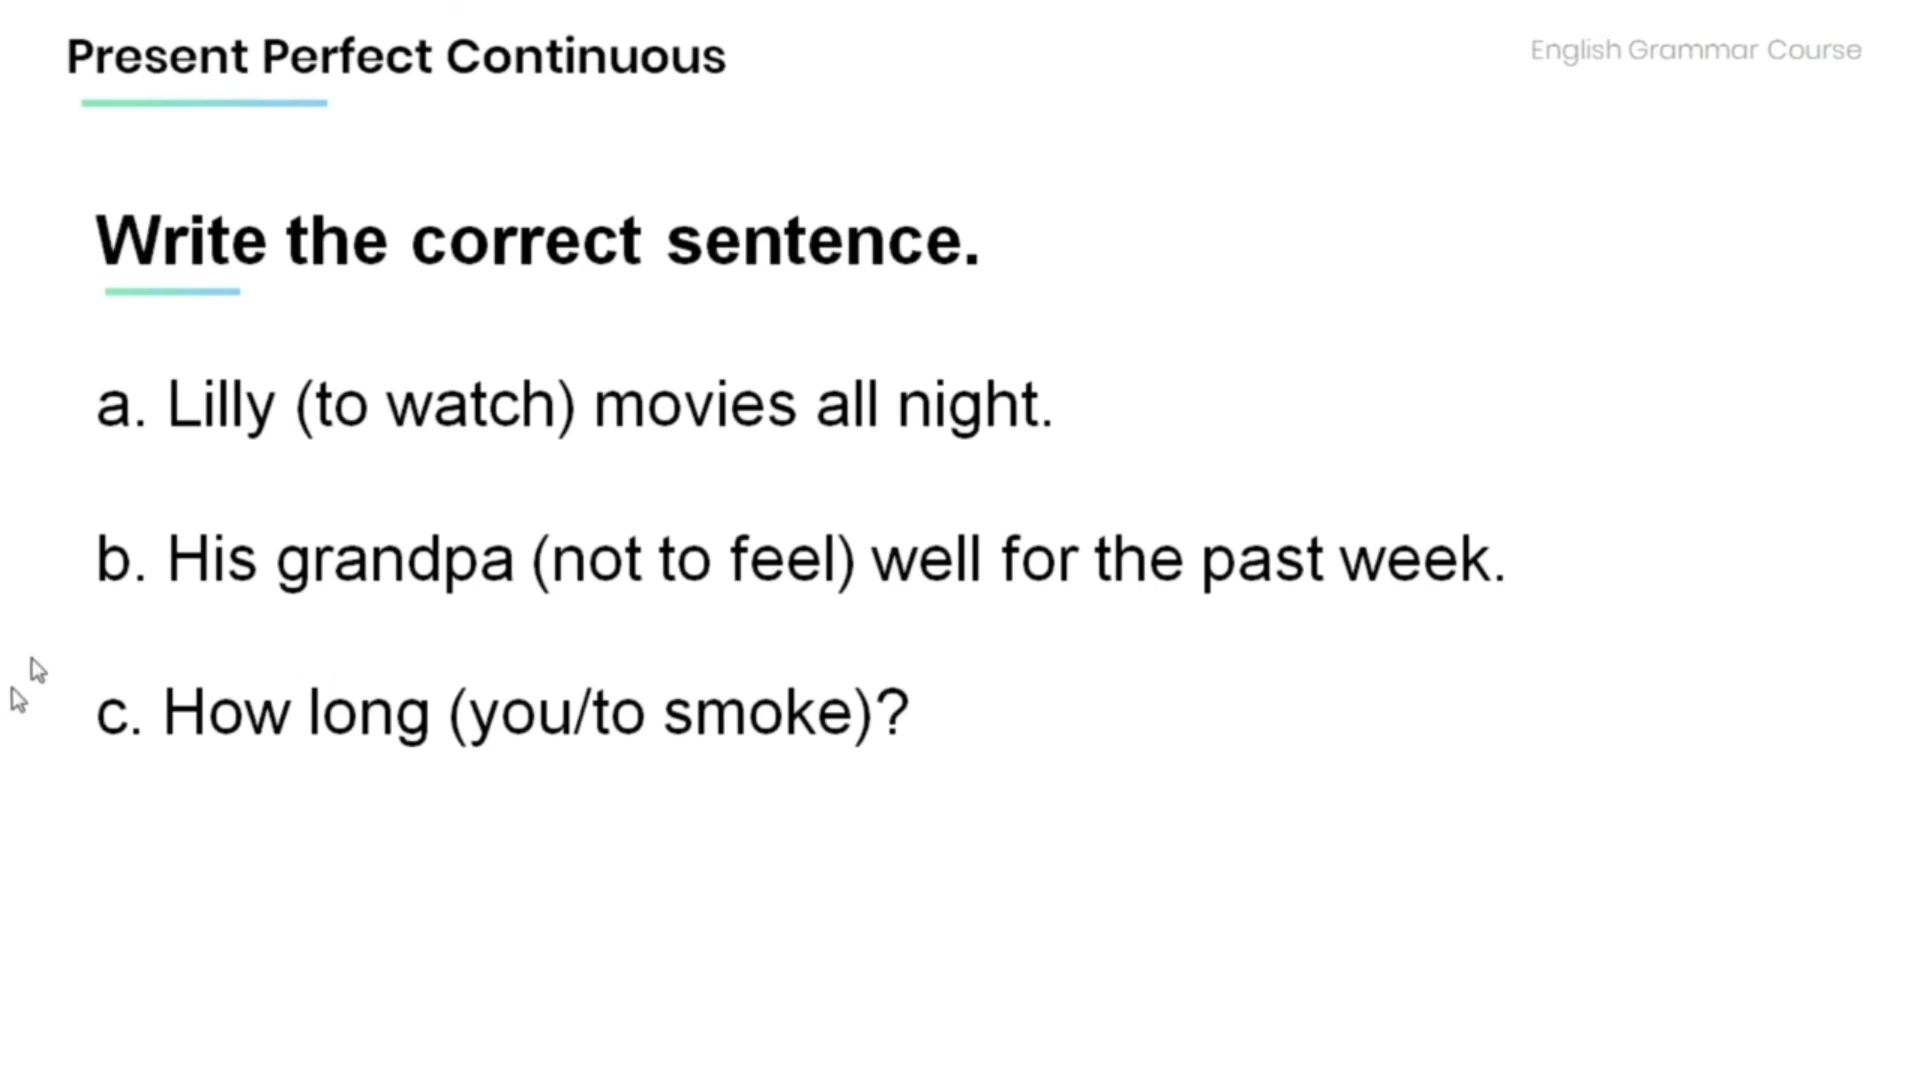 Present Perfect Continuous
English Grammar Course
Write the correct sentence.
a. Lilly (to watch) movies all night.
b. His grandpa (not to feel) well for the past week.
c. How long (you/to smoke)?